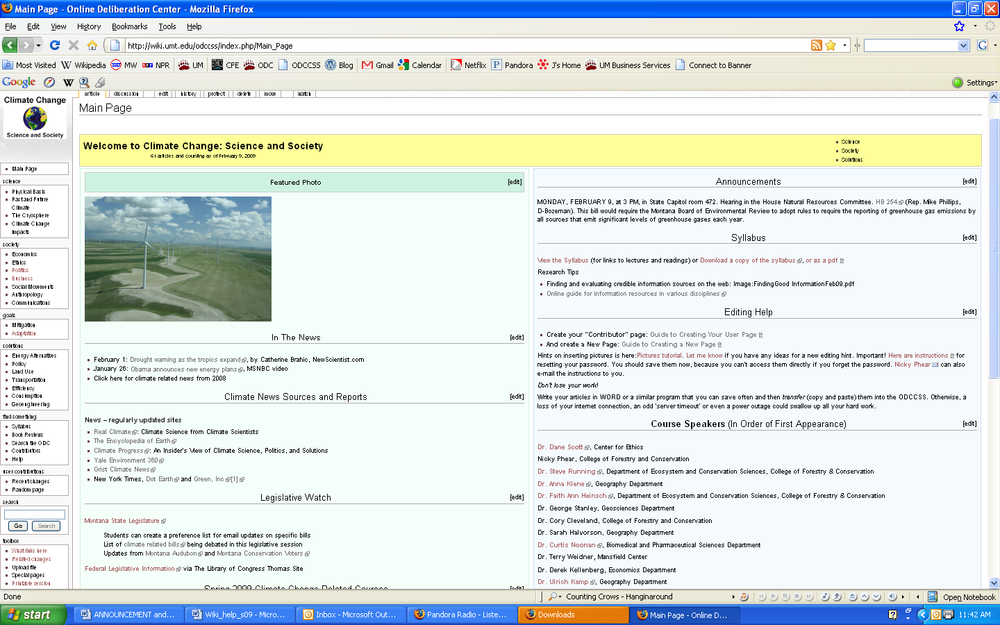 Main Page - Online Deliberation Center - Mozilla Firefox
File Edit View History Bookmarks Tools Help
http://wiki.umt.edu/odccss/index.php/Main_Page
Most Visited Wikipedia MW NPR UM CFE ODC ODCCSS Blog Gmail Calendar Netflix Pandora J's Home UM Business Services Connect to Banner
Google Settings
Climate Change
Science and Society
Main Page
science
Physical Basis
Past and Future
Climate
The Cryosphere
Climate Change
Impacts
society
Economics
Ethics
Politics
Business
Social Movements
Anthropology
Communications
goals
Mitigation
Adaptation
solutions
Energy Alternatives
Policy
Land Use
Transportation
Efficiency
Consumption
Geoengineering
find something
Syllabus
Book Reviews
Search the ODC
Contributors
Help
user contributions
Recent changes
Random page
search
Go Search
toolbox
What links here
Related changes
Upload file
Special pages
Printable version
article discussion edit history protect delete move watch
Main Page
Welcome to Climate Change: Science and Society
61 articles and counting as of February 9, 2009
Science
Society
Solutions
Featured Photo [edit]
In The News [edit]
February 1: Drought warning as the tropics expand, by Catherine Brahic, NewScientist.com
January 26: Obama announces new energy plans, MSNBC video
Click here for climate related news from 2008
Climate News Sources and Reports [edit]
News – regularly updated sites
Real Climate: Climate Science from Climate Scientists
The Encyclopedia of Earth
Climate Progress: An Insider's View of Climate Science, Politics, and Solutions
Yale Environment 360
Grist Climate News
New York Times, Dot Earth and Green, Inc [1]
Legislative Watch [edit]
Montana State Legislature
Students can create a preference list for email updates on specific bills
List of climate related bills being debated in this legislative session
Updates from Montana Audubon and Montana Conservation Voters
Federal Legislative Information via The Library of Congress Thomas Site
Spring 2009 Climate Change Related Courses [edit]
Announcements [edit]
MONDAY, FEBRUARY 9, at 3 PM, in State Capitol room 472. Hearing in the House Natural Resources Committee. HB 254 (Rep. Mike Phillips,
D-Bozeman). This bill would require the Montana Board of Environmental Review to adopt rules to require the reporting of greenhouse gas emissions by
all sources that emit significant levels of greenhouse gases each year.
Syllabus [edit]
View the Syllabus (for links to lectures and readings) or Download a copy of the syllabus, or as a pdf
Research Tips
Finding and evaluating credible information sources on the web: Image:FindingGood InformationFeb09.pdf
Online guide for information resources in various disciplines
Editing Help [edit]
Create your "Contributor" page: Guide to Creating Your User Page
And create a New Page: Guide to Creating a New Page
Hints on inserting pictures is here:Pictures tutorial. Let me know if you have any ideas for a new editing hint. Important! Here are instructions for
resetting your password. You should save them now, because you can't access them directly if you forget the password. Nicky Phear can also
e-mail the instructions to you.
Don't lose your work!
Write your articles in WORD or a similar program that you can save often and then transfer (copy and paste) them into the ODCCSS. Otherwise, a
loss of your internet connection, an odd 'server timeout' or even a power outage could swallow up all your hard work.
Course Speakers (In Order of First Appearance) [edit]
Dr. Dane Scott, Center for Ethics
Nicky Phear, College of Forestry and Conservation
Dr. Steve Running, Department of Ecosystem and Conservation Sciences, College of Forestry & Conservation
Dr. Anna Klene, Geography Department
Dr. Faith Ann Heinsch, Department of Ecosystem and Conservation Sciences, College of Forestry & Conservation
Dr. George Stanley, Geosciences Department
Dr. Cory Cleveland, College of Forestry and Conservation
Dr. Sarah Halvorson, Geography Department
Dr. Curtis Noonan, Biomedical and Pharmaceutical Sciences Department
Dr. Terry Weidner, Mansfield Center
Dr. Derek Kellenberg, Economics Department
Dr. Ulrich Kamp, Geography Department
Done Counting Crows - Hanginaround Open Notebook
start ANNOUNCEMENT and... Wiki_help_s09 - Micro... Inbox - Microsoft Out... Pandora Radio - Liste... Downloads Main Page - Online D... 11:42 AM